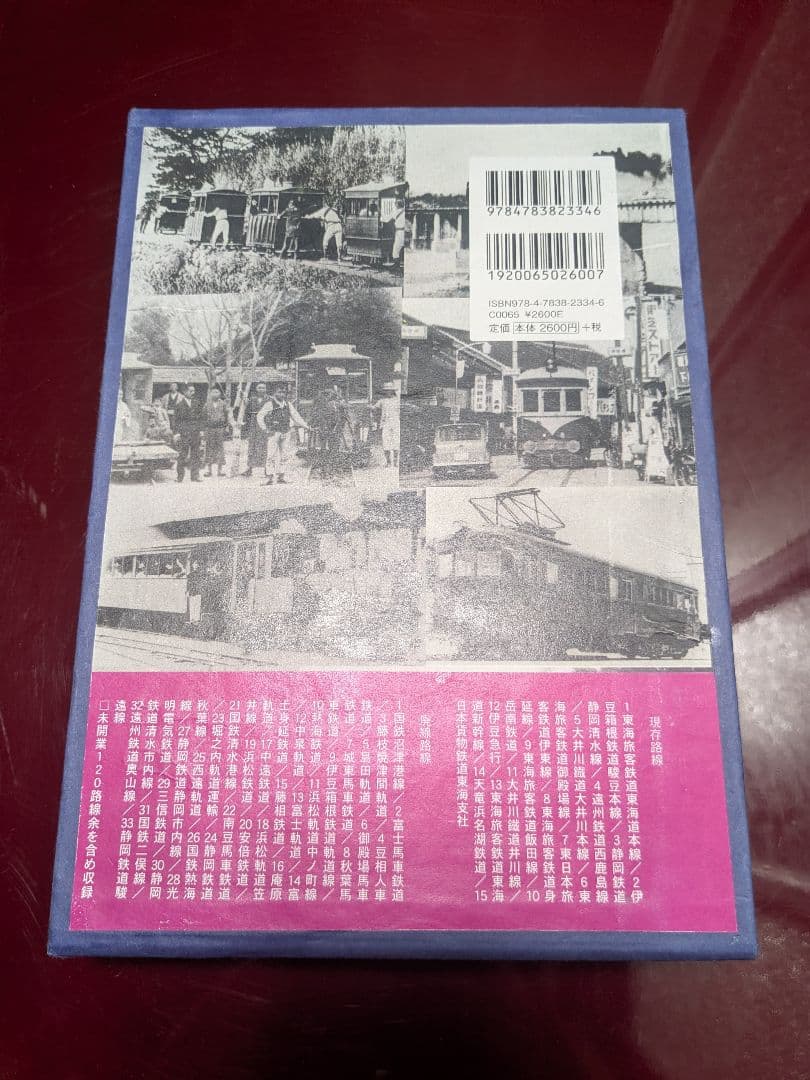 9784783823346
1920065026007
ISBN978-4-7838-2334-6
C0065 ¥2600E
定価 本体 2600円 +税
現存路線
1東海旅客鉄道東海道本線/2伊
豆箱根鉄道駿豆本線/3静岡鉄道
静岡清水線/4遠州鉄道西鹿島線
/5大井川鐵道大井川本線/6東
海旅客鉄道御殿場線/7東日本旅
客鉄道伊東線/8東海旅客鉄道身
延線/9東海旅客鉄道飯田線/10
岳南鉄道/11大井川鐵道井川線/
12伊豆急行/13東海旅客鉄道東海
道新幹線/14天竜浜名湖鉄道/15
日本貨物鉄道東海支社
廃線路線
1国鉄沼津港線/2富士馬車鉄道
/3藤枝焼津間軌道/4豆相人車
鉄道/5島田軌道/6御殿場馬車
鉄道/7城東馬車鉄道/8秋葉馬
車鉄道/9伊豆箱根鉄道軌道線/
10熱海鉄道/11浜松軌道中ノ町線
/12中泉軌道/13富士軌道/14富
士身延鉄道/15藤相鉄道/16庵原
軌道/17中遠鉄道/18浜松軌道笠
井線/19浜松鉄道/20安倍鉄道/
21国鉄清水港線/22南豆馬車鉄道
/23堀之内軌道運輸/24静岡鉄道
秋葉線/25西遠軌道/26国鉄熱海
線/27静岡鉄道静岡市内線/28光
明電気鉄道/29三信鉄道/30静岡
鉄道清水市内線/31国鉄二俣線/
32遠州鉄道奥山線/33静岡鉄道駿
遠線
□未開業120路線余を含め収録